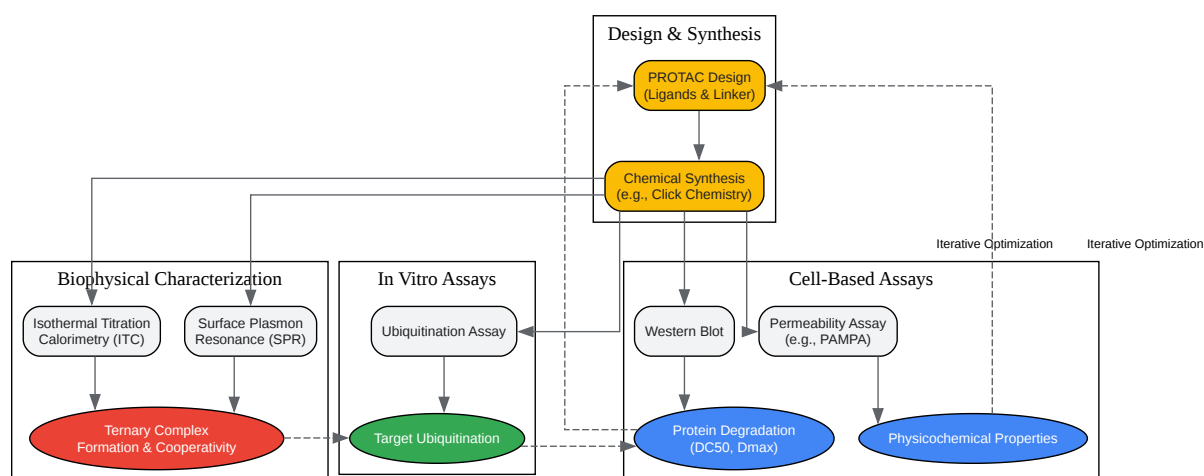 Design & Synthesis
PROTAC Design
(Ligands & Linker)
Chemical Synthesis
(e.g., Click Chemistry)
Iterative Optimization
Iterative Optimization
Biophysical Characterization
In Vitro Assays
Cell-Based Assays
Isothermal Titration
Calorimetry (ITC)
Surface Plasmon
Resonance (SPR)
Ubiquitination Assay
Western Blot
Permeability Assay
(e.g., PAMPA)
Ternary Complex
Formation & Cooperativity
Target Ubiquitination
Protein Degradation
(DC50, Dmax)
Physicochemical Properties